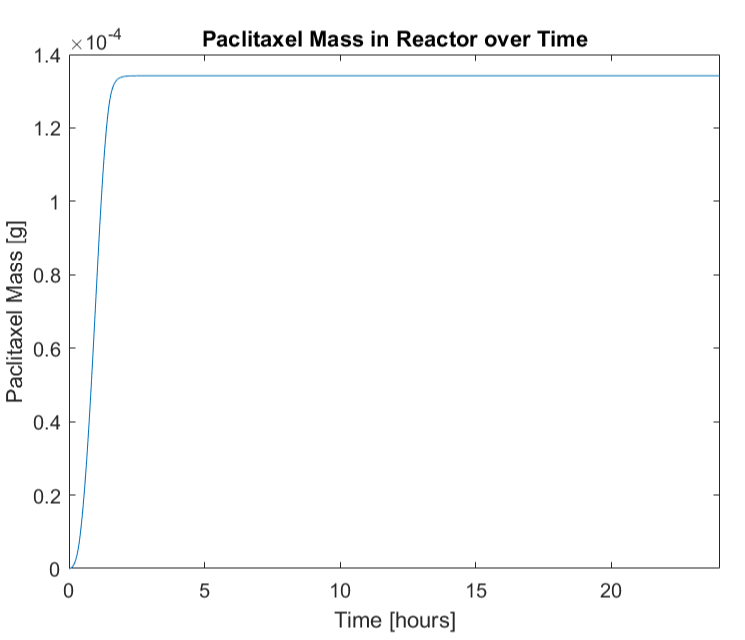 Paclitaxel Mass in Reactor over Time
×10-4
1.4
1.2
1
0.8
0.6
0.4
0.2
0
Paclitaxel Mass [g]
0 5 10 15 20
Time [hours]